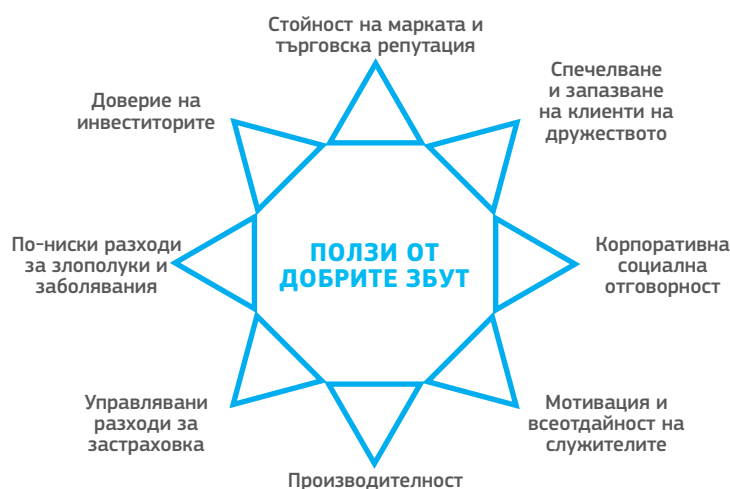 Стойност на марката и
търговска репутация
Спечелване
и запазване
на клиенти на
дружеството
Доверие на
инвеститорите
По-ниски разходи
за злополуки и
заболявания
ПОЛЗИ ОТ
ДОБРИТЕ ЗБУТ
Корпоративна
социална
отговорност
Управлявани
разходи за
застраховка
Мотивация и
всеотдайност на
служителите
Производителност